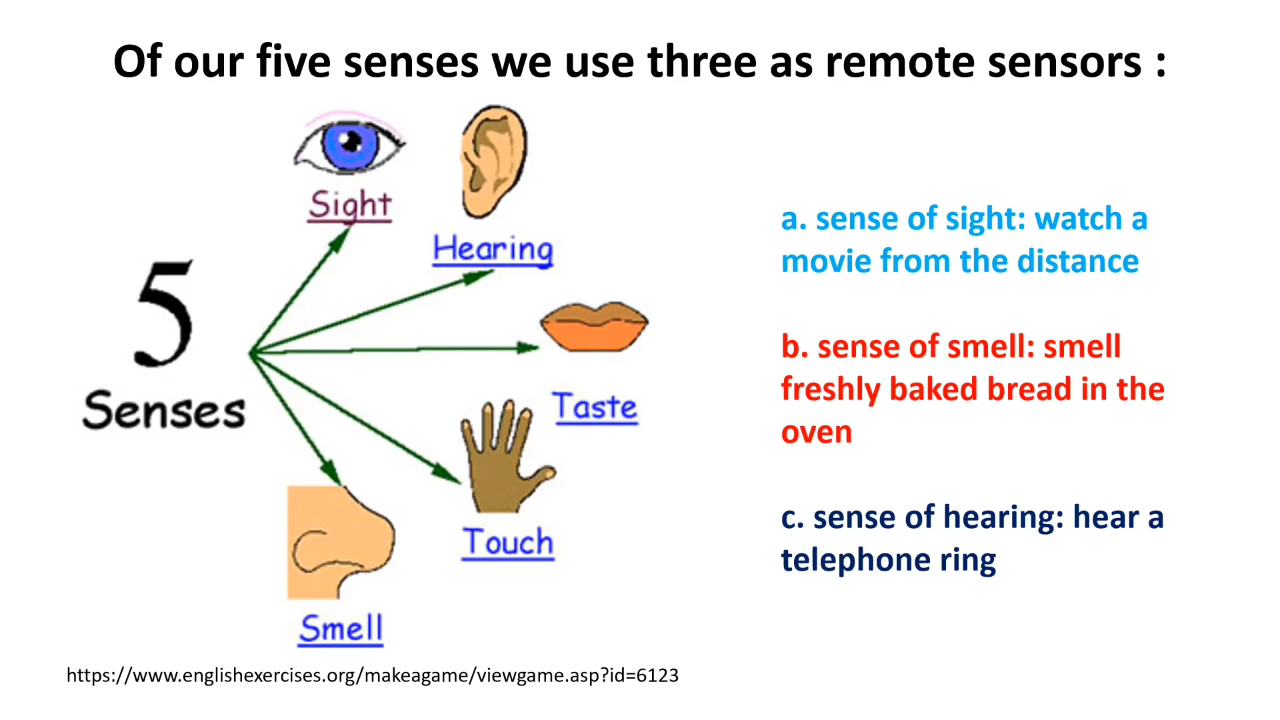 Of our five senses we use three as remote sensors :
Sight
Hearing
5
Senses
Taste
Touch
Smell
a. sense of sight: watch a
movie from the distance
b. sense of smell: smell
freshly baked bread in the
oven
c. sense of hearing: hear a
telephone ring
https://www.englishexercises.org/makeagame/viewgame.asp?id=6123